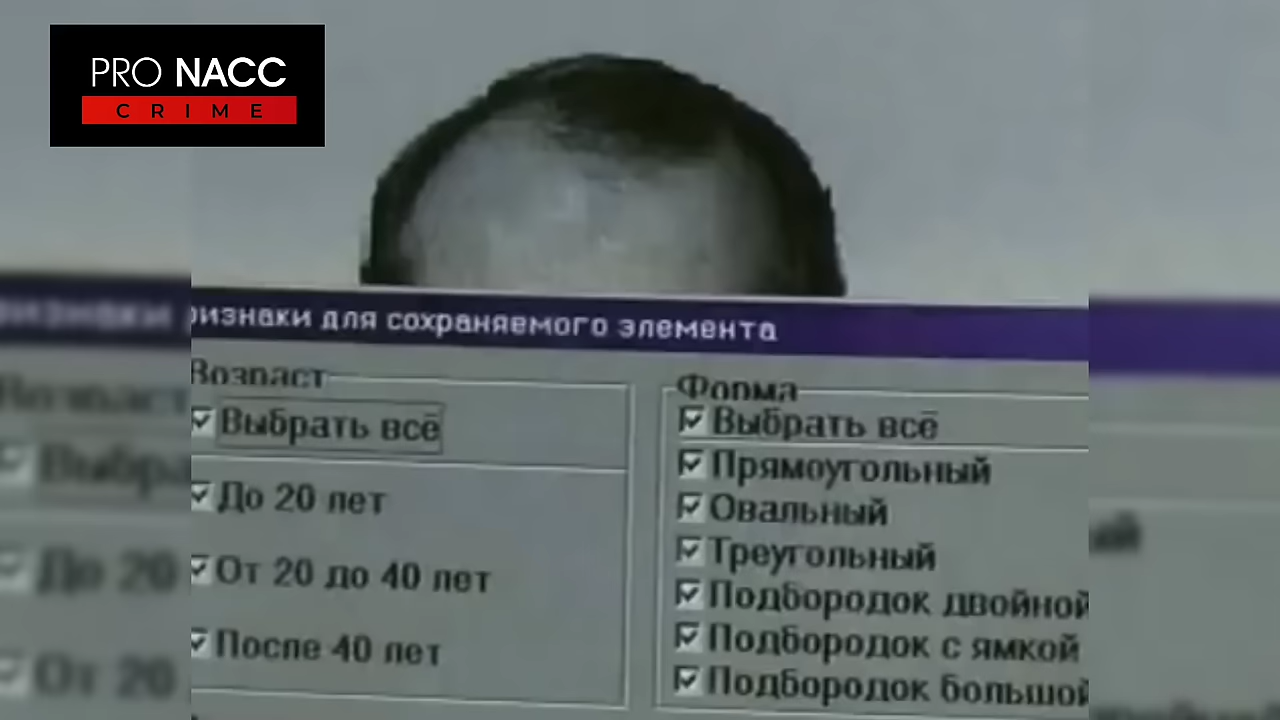 PRO NACC
CRIME
ризнаки для сохраняемого элемента
Возраст
Выбрать всё
До 20 лет
От 20 до 40 лет
После 40 лет
Форма
Выбрать всё
Прямоугольный
Овальный
Треугольный
Подбородок двойной
Подбородок с ямкой
Подбородок большой